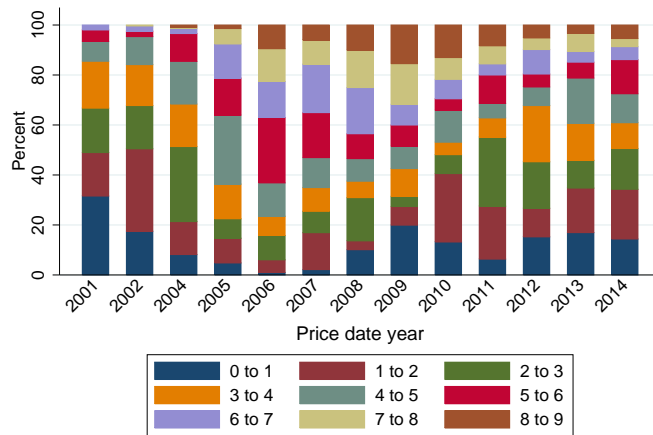 100
80
60
40
20
0
Percent
2001 2002 2004 2005 2006 2007 2008 2009 2010 2011 2012 2013 2014
Price date year
0 to 1 1 to 2 2 to 3
3 to 4 4 to 5 5 to 6
6 to 7 7 to 8 8 to 9